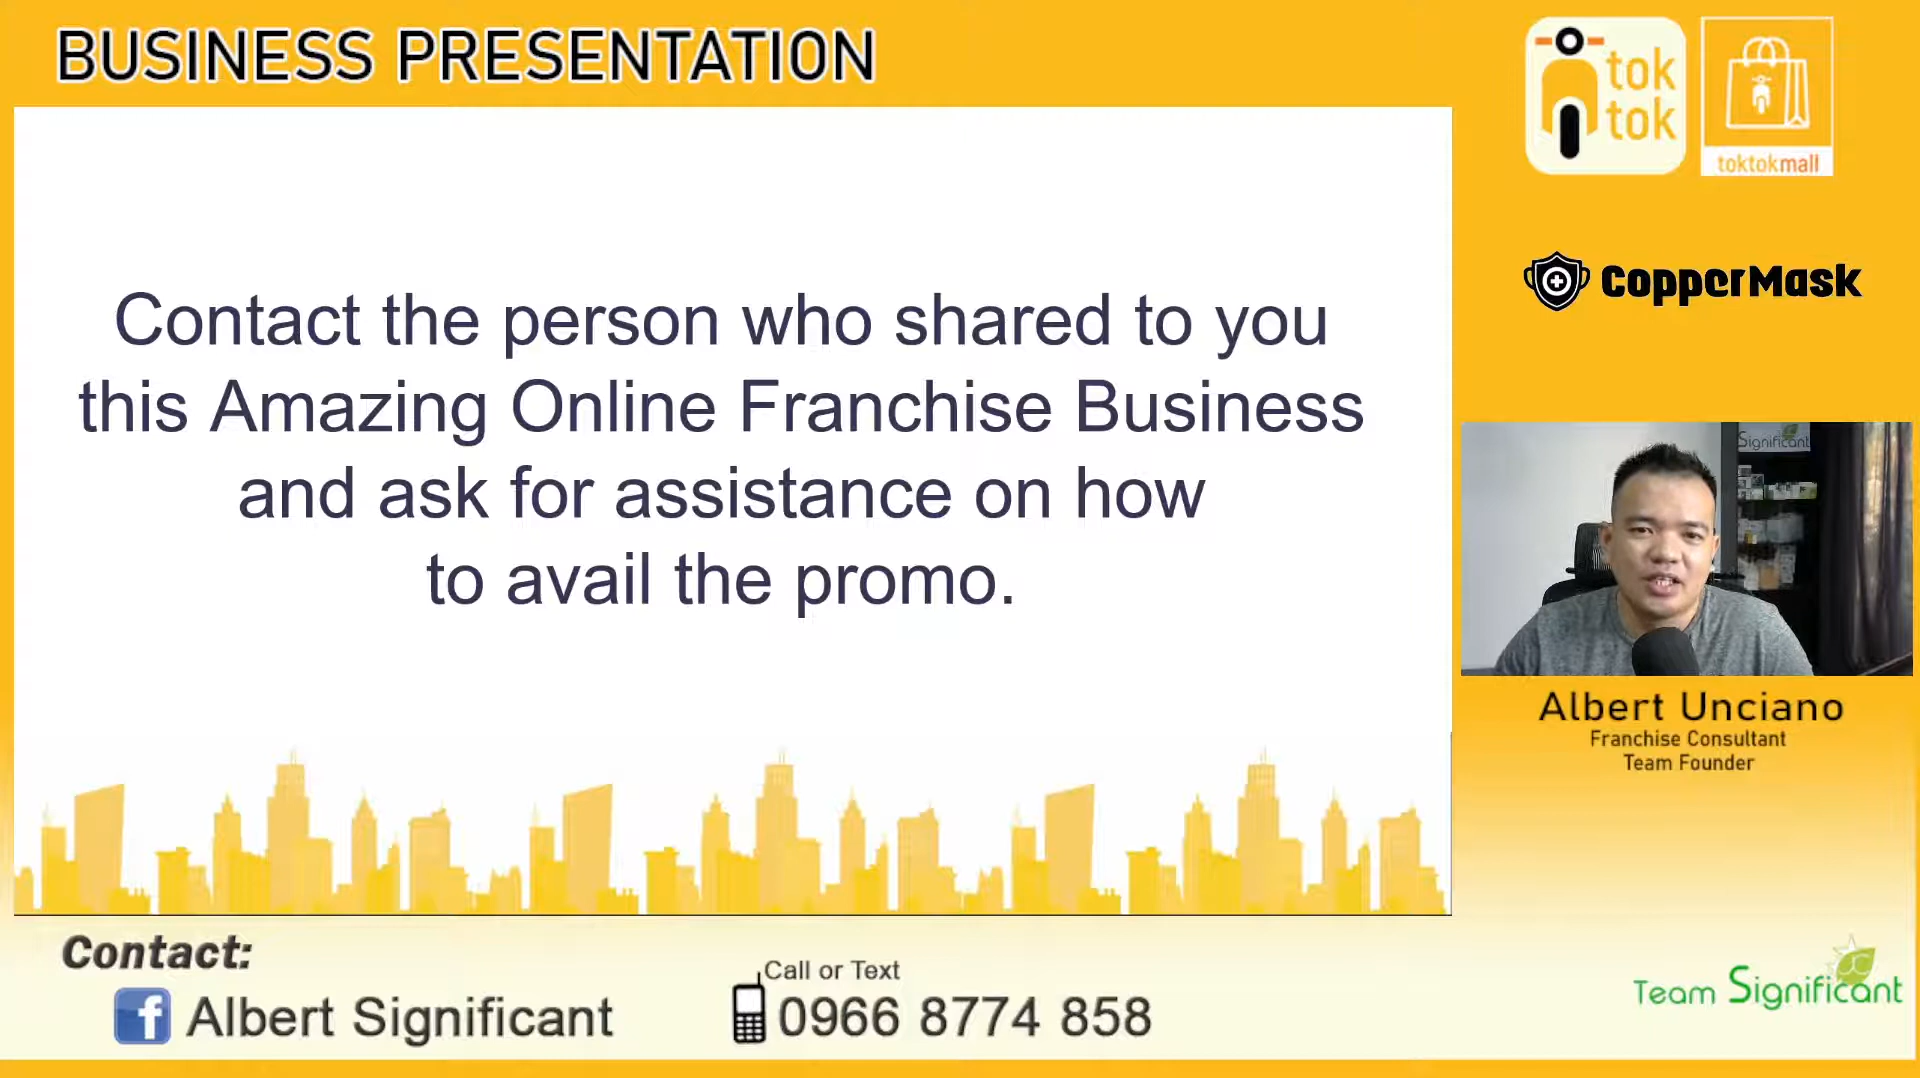 BUSINESS PRESENTATION
tok
tok
toktokmall
CopperMask
Contact the person who shared to you
this Amazing Online Franchise Business
and ask for assistance on how
to avail the promo.
Significant
Albert Unciano
Franchise Consultant
Team Founder
Contact:
f Albert Significant
Call or Text
0966 8774 858
JC
Team Significant